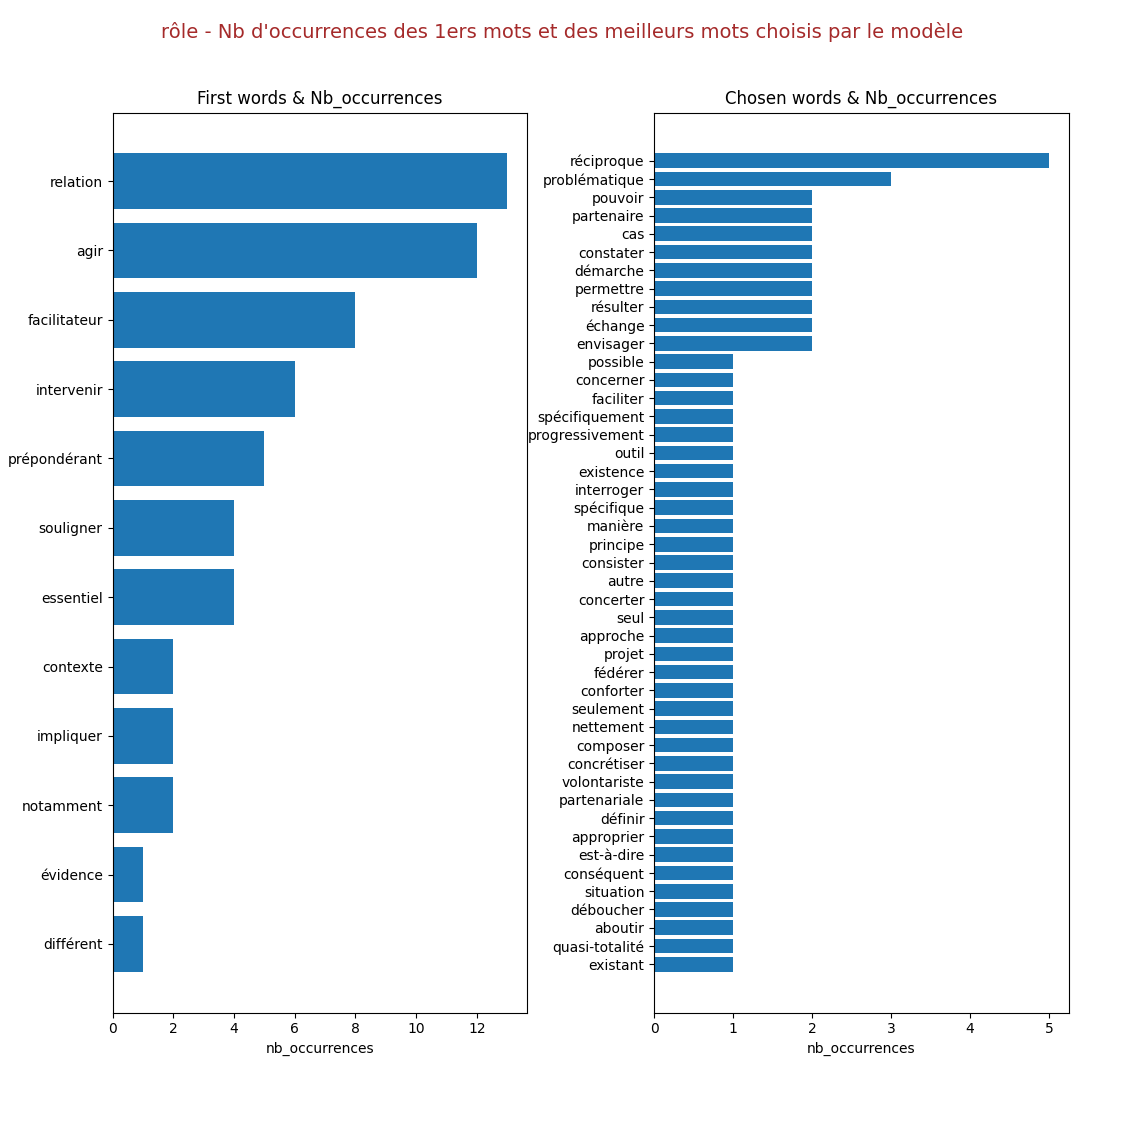 rôle - Nb d'occurrences des 1ers mots et des meilleurs mots choisis par le modèle
First words & Nb_occurrences
relation
agir
facilitateur
intervenir
prépondérant
souligner
essentiel
contexte
impliquer
notamment
évidence
différent
0 2 4 6 8 10 12
nb_occurrences
Chosen words & Nb_occurrences
réciproque
problématique
pouvoir
partenaire
cas
constater
démarche
permettre
résulter
échange
envisager
possible
concerner
faciliter
spécifiquement
progressivement
outil
existence
interroger
spécifique
manière
principe
consister
autre
concerter
seul
approche
projet
fédérer
conforter
seulement
nettement
composer
concrétiser
volontariste
partenariale
définir
approprier
est-à-dire
conséquent
situation
déboucher
aboutir
quasi-totalité
existant
0 1 2 3 4 5
nb_occurrences